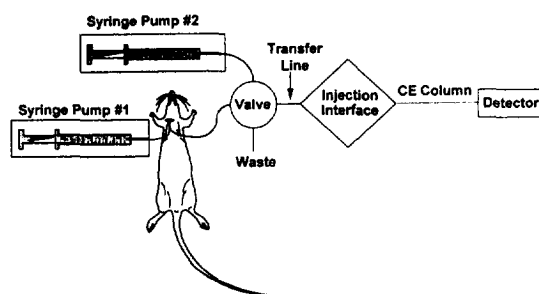 Syringe Pump #2
Transfer
Line
Syringe Pump #1
Valve
Injection
Interface
CE Column
Detector
Waste